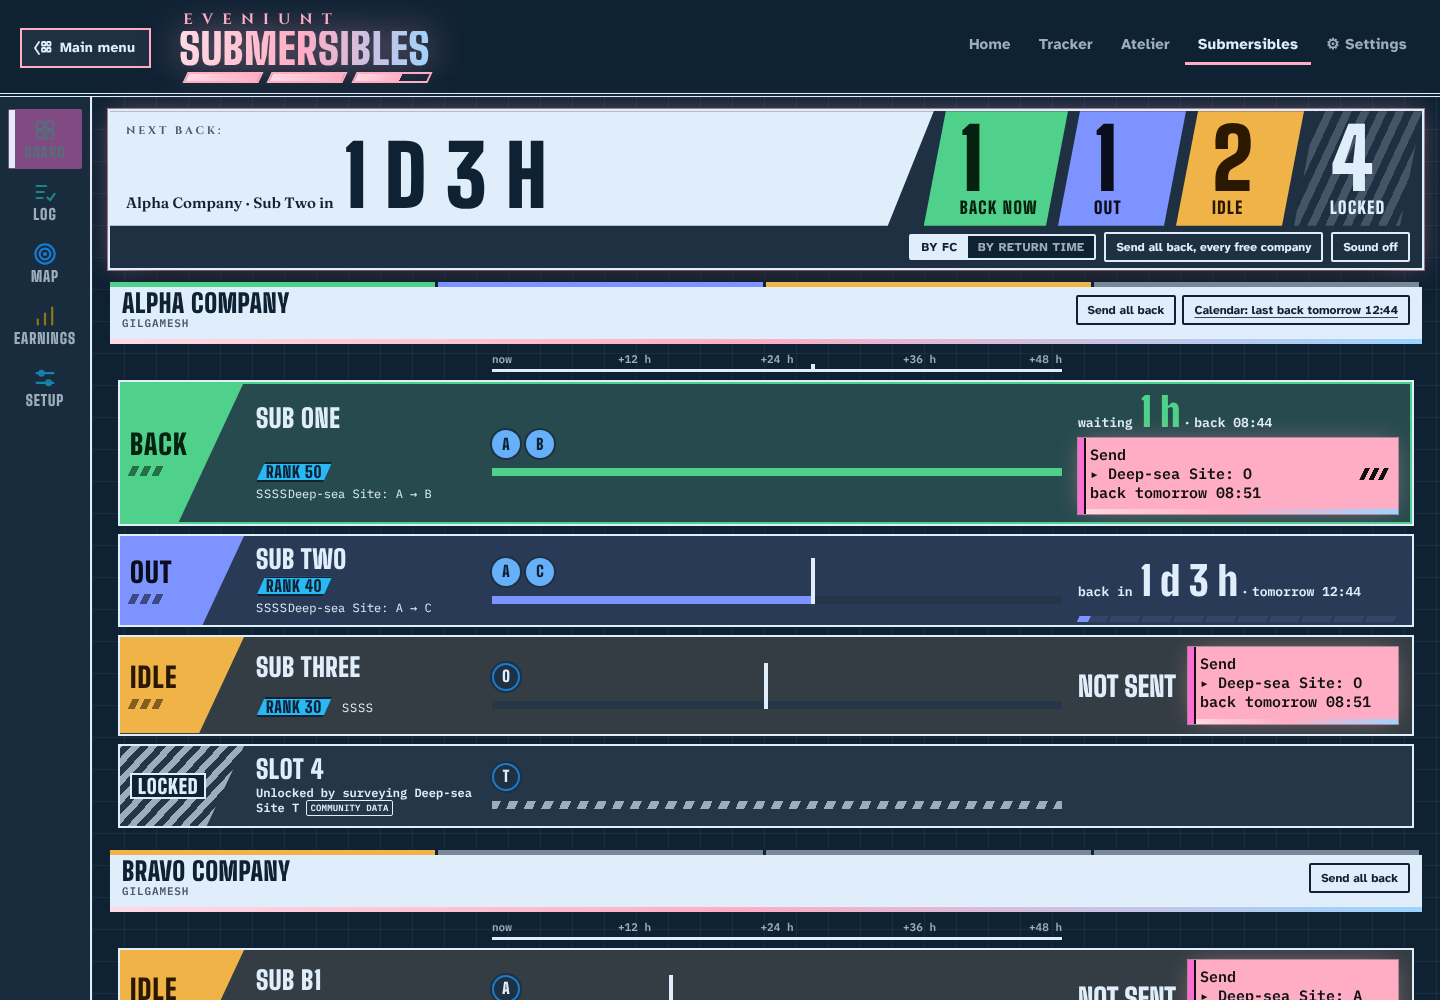 Main menu
EVENIUNT
SUBMERSIBLES
Home
Tracker
Atelier
Submersibles
Settings
BOARD
LOG
MAP
EARNINGS
SETUP
NEXT BACK:
Alpha Company · Sub Two in 1D3H
1 BACK NOW
1 OUT
2 IDLE
4 LOCKED
BY FC
BY RETURN TIME
Send all back, every free company
Sound off
ALPHA COMPANY
GILGAMESH
Send all back
Calendar: last back tomorrow 12:44
now +12 h +24 h +36 h +48 h
BACK
SUB ONE
RANK 50
SSSSDeep-sea Site: A → B
A B
waiting 1h · back 08:44
Send
▸ Deep-sea Site: O
back tomorrow 08:51
OUT
SUB TWO
RANK 40
SSSSDeep-sea Site: A → C
A C
back in 1d3h · tomorrow 12:44
IDLE
SUB THREE
RANK 30 SSSS
O
NOT SENT
Send
▸ Deep-sea Site: O
back tomorrow 08:51
LOCKED
SLOT 4
Unlocked by surveying Deep-sea
Site T COMMUNITY DATA
T
BRAVO COMPANY
GILGAMESH
Send all back
now +12 h +24 h +36 h +48 h
IDLE
SUB B1
A
NOT SENT
Send
▸ Deep-sea Site: A